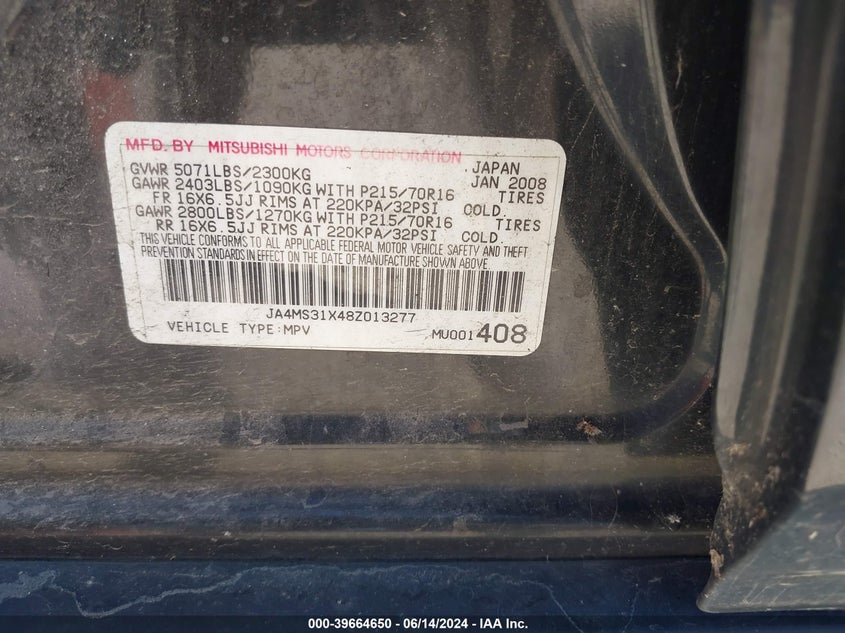 MFD. BY MITSUBISHI MOTORS CORPORATION JAPAN
GVWR 5071LBS/2300KG JAN 2008
GAWR 2403LBS/1090KG WITH P215/70R16 TIRES
FR 16X6.5JJ RIMS AT 220KPA/32PSI COLD.
GAWR 2800LBS/1270KG WITH P215/70R16 TIRES
RR 16X6.5JJ RIMS AT 220KPA/32PSI COLD.
THIS VEHICLE CONFORMS TO ALL APPLICABLE FEDERAL MOTOR VEHICLE SAFETY AND THEFT
PREVENTION STANDARDS IN EFFECT ON THE DATE OF MANUFACTURE SHOWN ABOVE.
JA4MS31X48Z013277
VEHICLE TYPE:MPV MU001408
000-39664650 - 06/14/2024 - IAA Inc.